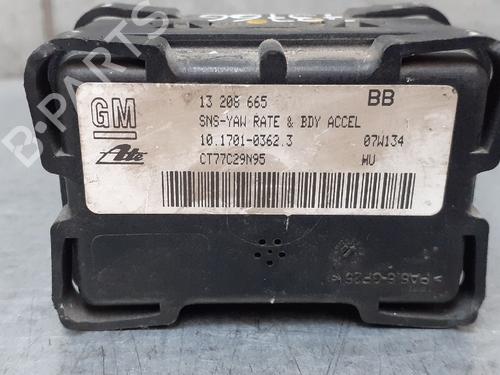 GM
13 208 665 BB
SNS-YAW RATE & BDY ACCEL
Ate
10.1701-0362.3 07W134
CT77C29N95 WU
B-Parts